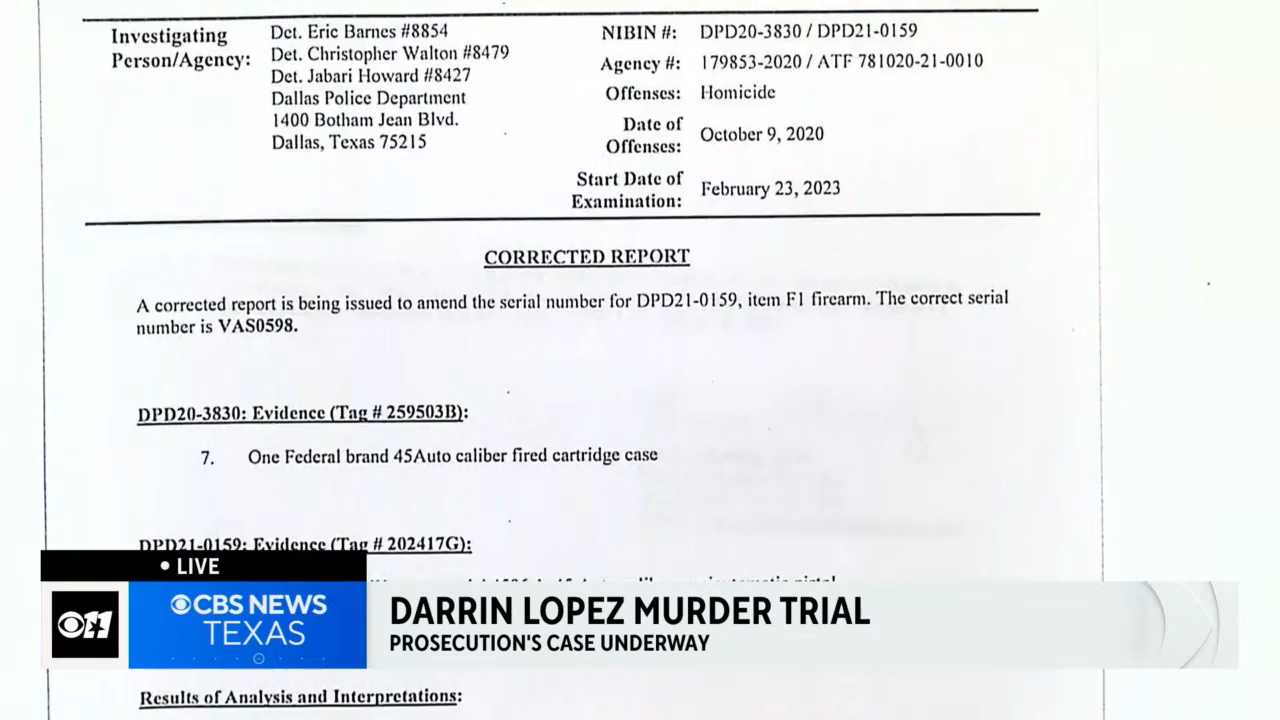 Investigating Person/Agency:
Det. Eric Barnes #8854
Det. Christopher Walton #8479
Det. Jabari Howard #8427
Dallas Police Department
1400 Botham Jean Blvd.
Dallas, Texas 75215
NIBIN #: DPD20-3830 / DPD21-0159
Agency #: 179853-2020 / ATF 781020-21-0010
Offenses: Homicide
Date of Offenses: October 9, 2020
Start Date of Examination: February 23, 2023
CORRECTED REPORT
A corrected report is being issued to amend the serial number for DPD21-0159, item F1 firearm. The correct serial
number is VAS0598.
DPD20-3830: Evidence (Tag # 259503B):
7. One Federal brand 45Auto caliber fired cartridge case
DPD21-0159: Evidence (Tag # 202417G):
• LIVE
11
CBS NEWS
TEXAS
DARRIN LOPEZ MURDER TRIAL
PROSECUTION'S CASE UNDERWAY
Results of Analysis and Interpretations: